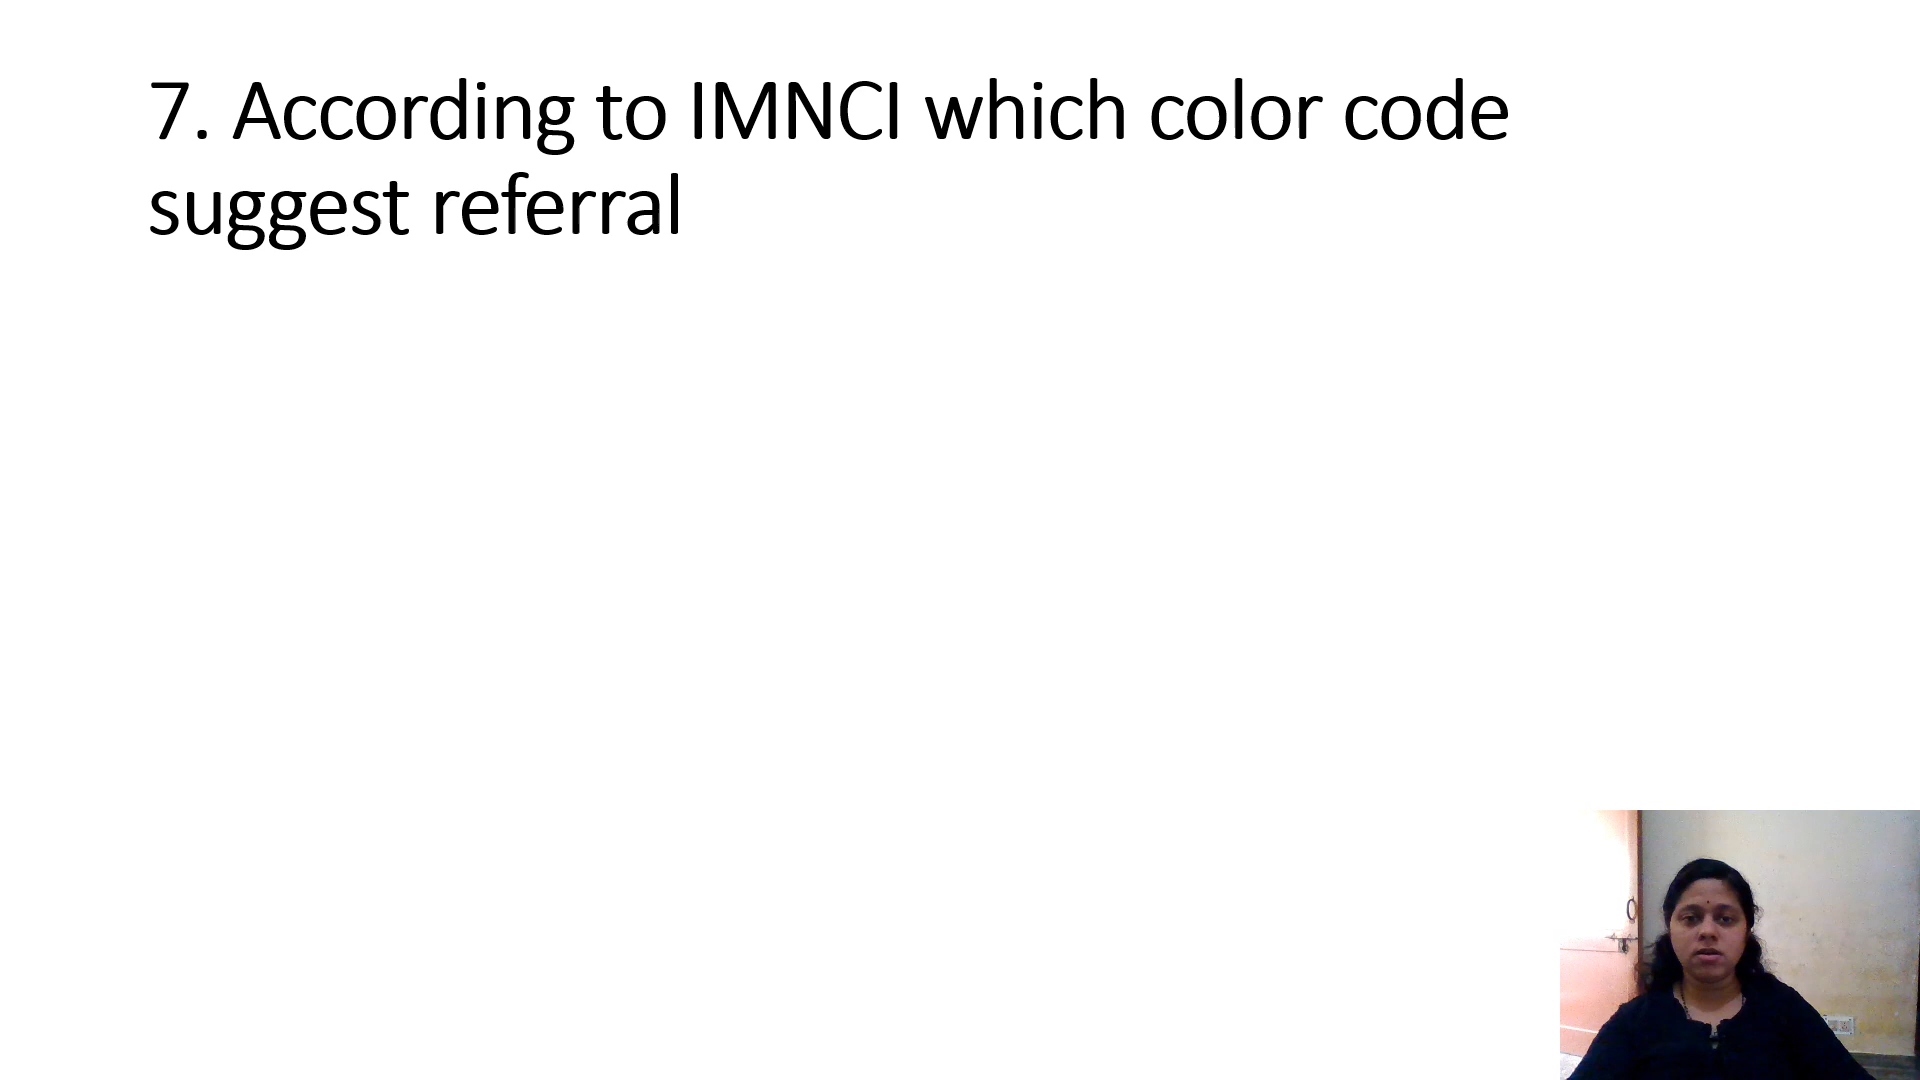 7. According to IMNCI which color code
suggest referral